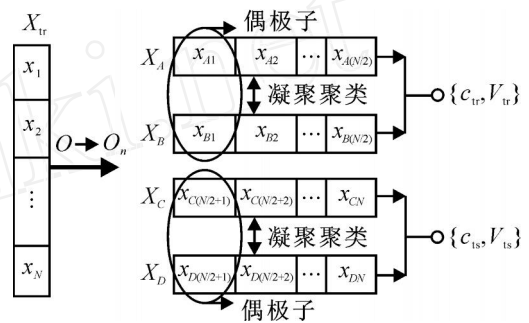 X_tr
x_1
x_2
⋮
x_N
O → O_n
偶极子
X_A x_A1 x_A2 … x_A(N/2)
凝聚聚类
X_B x_B1 x_B2 … x_B(N/2)
{c_tr,V_tr}
X_C x_C(N/2+1) x_C(N/2+2) … x_CN
凝聚聚类
X_D x_D(N/2+1) x_D(N/2+2) … x_DN
{c_ts,V_ts}
偶极子